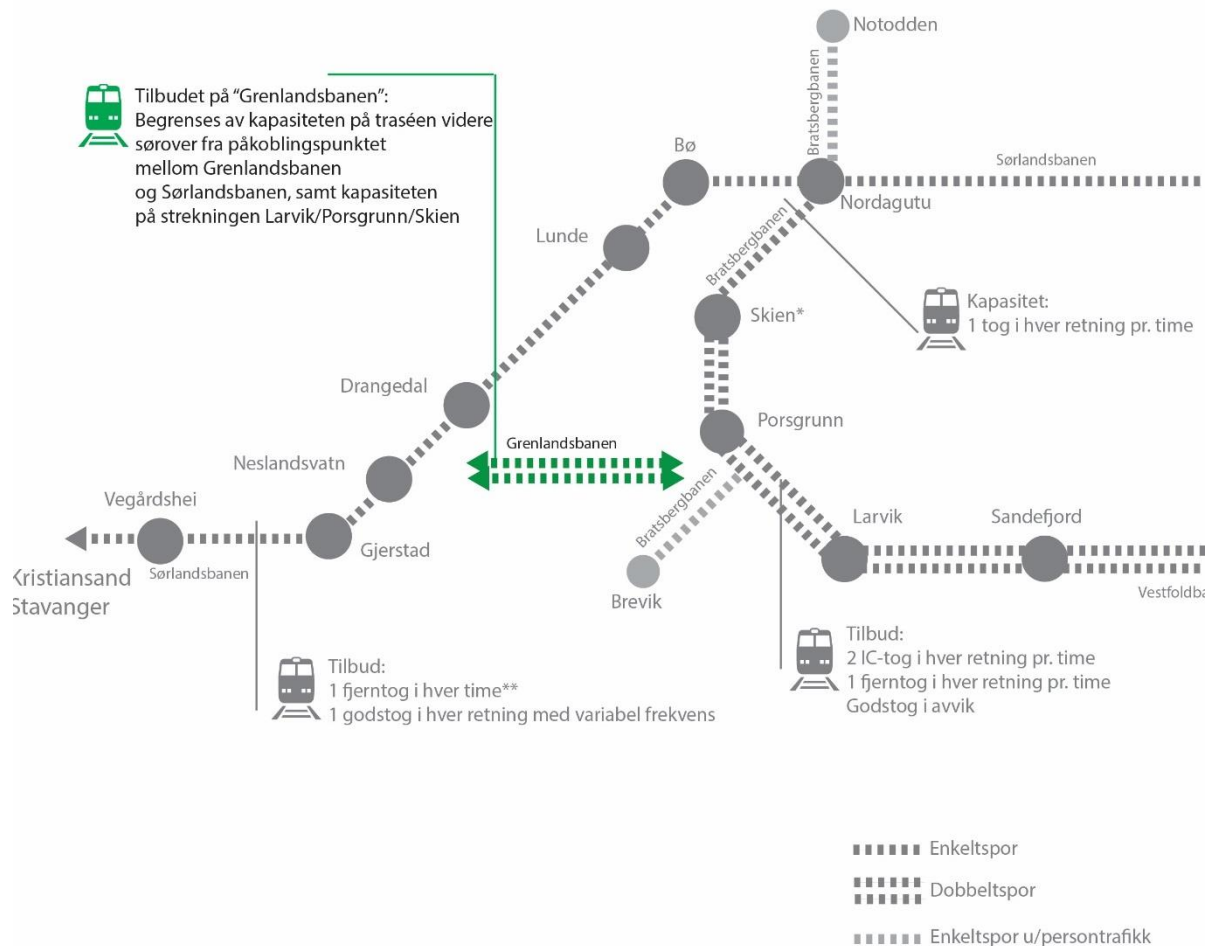 Notodden
Bratsbergbanen
Tilbudet på “Grenlandsbanen”:
Begrenses av kapasiteten på traséen videre
sørover fra påkoblingspunktet
mellom Grenlandsbanen
og Sørlandsbanen, samt kapasiteten
på strekningen Larvik/Porsgrunn/Skien
Bø
Sørlandsbanen
Nordagutu
Lunde
Bratsbergbanen
Skien*
Kapasitet:
1 tog i hver retning pr. time
Drangedal
Porsgrunn
Grenlandsbanen
Neslandsvatn
Bratsbergbanen
Vegårdshei
Larvik
Sandefjord
Gjerstad
Sørlandsbanen
Kristiansand
Stavanger
Brevik
Vestfoldba
Tilbud:
2 IC-tog i hver retning pr. time
1 fjerntog i hver retning pr. time
Godstog i avvik
Tilbud:
1 fjerntog i hver time**
1 godstog i hver retning med variabel frekvens
Enkeltspor
Dobbeltspor
Enkeltspor u/persontrafikk